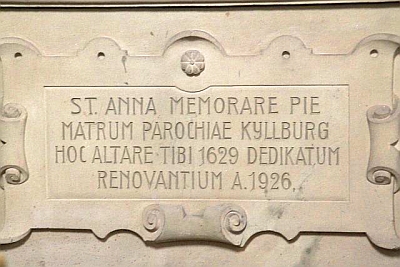 ST. ANNA MEMORARE PIE
MATRUM PAROCHIAE KYLLBURG
HOC ALTARE TIBI 1629 DEDIKATUM
RENOVANTIUM A.1926.